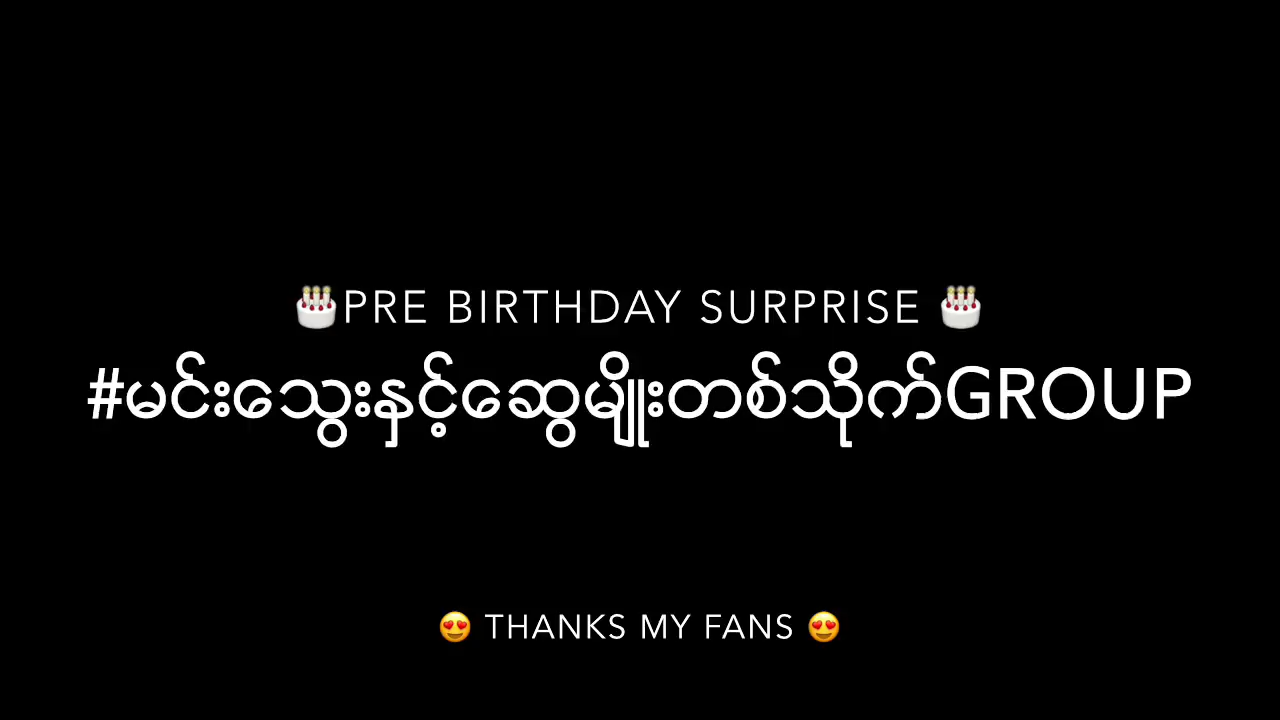 🎂PRE BIRTHDAY SURPRISE 🎂
#မင်းသွေးနှင့်ဆွေမျိုးတစ်သိုက်GROUP
😍 THANKS MY FANS 😍